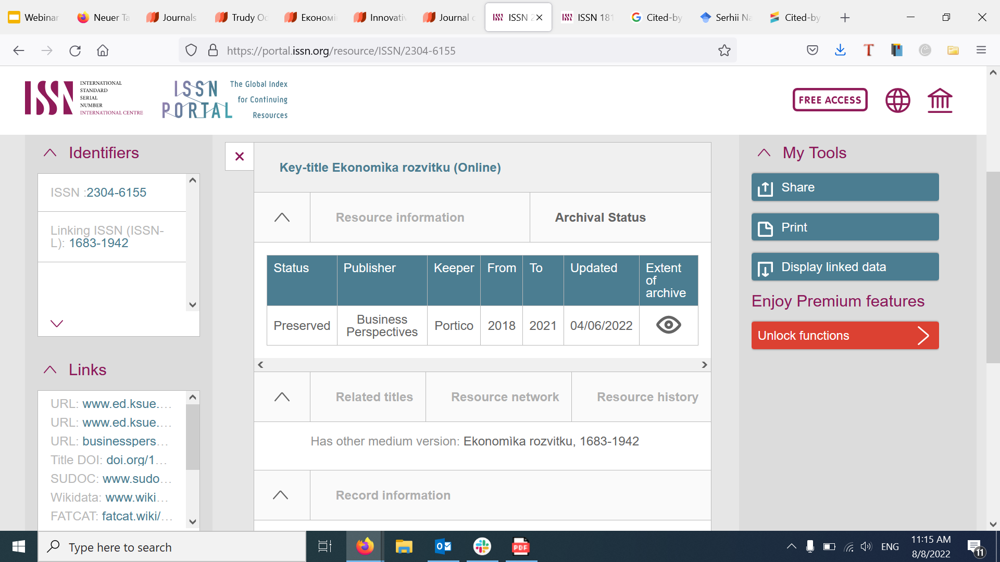 Webinar
Neuer Ta
Journals
Trudy Od
Економі
Innovativ
Journal o
ISSN 2
ISSN 181
Cited-by
Serhii Na
Cited-by
https://portal.issn.org/resource/ISSN/2304-6155
ISSN
INTERNATIONAL
STANDARD
SERIAL
NUMBER
INTERNATIONAL CENTRE
ISSN
PORTAL
The Global Index
for Continuing
Resources
FREE ACCESS
Identifiers
ISSN :2304-6155
Linking ISSN (ISSN-
L): 1683-1942
Links
URL: www.ed.ksue....
URL: www.ed.ksue....
URL: businesspers...
Title DOI: doi.org/1...
SUDOC: www.sudo...
Wikidata: www.wiki...
FATCAT: fatcat.wiki/...
Key-title Ekonomìka rozvitku (Online)
Resource information
Archival Status
Status Publisher Keeper From To Updated Extent
of
archive
Preserved Business
Perspectives Portico 2018 2021 04/06/2022
Related titles
Resource network
Resource history
Has other medium version: Ekonomìka rozvitku, 1683-1942
Record information
My Tools
Share
Print
Display linked data
Enjoy Premium features
Unlock functions
Type here to search
PDF
ENG
11:15 AM
8/8/2022
11